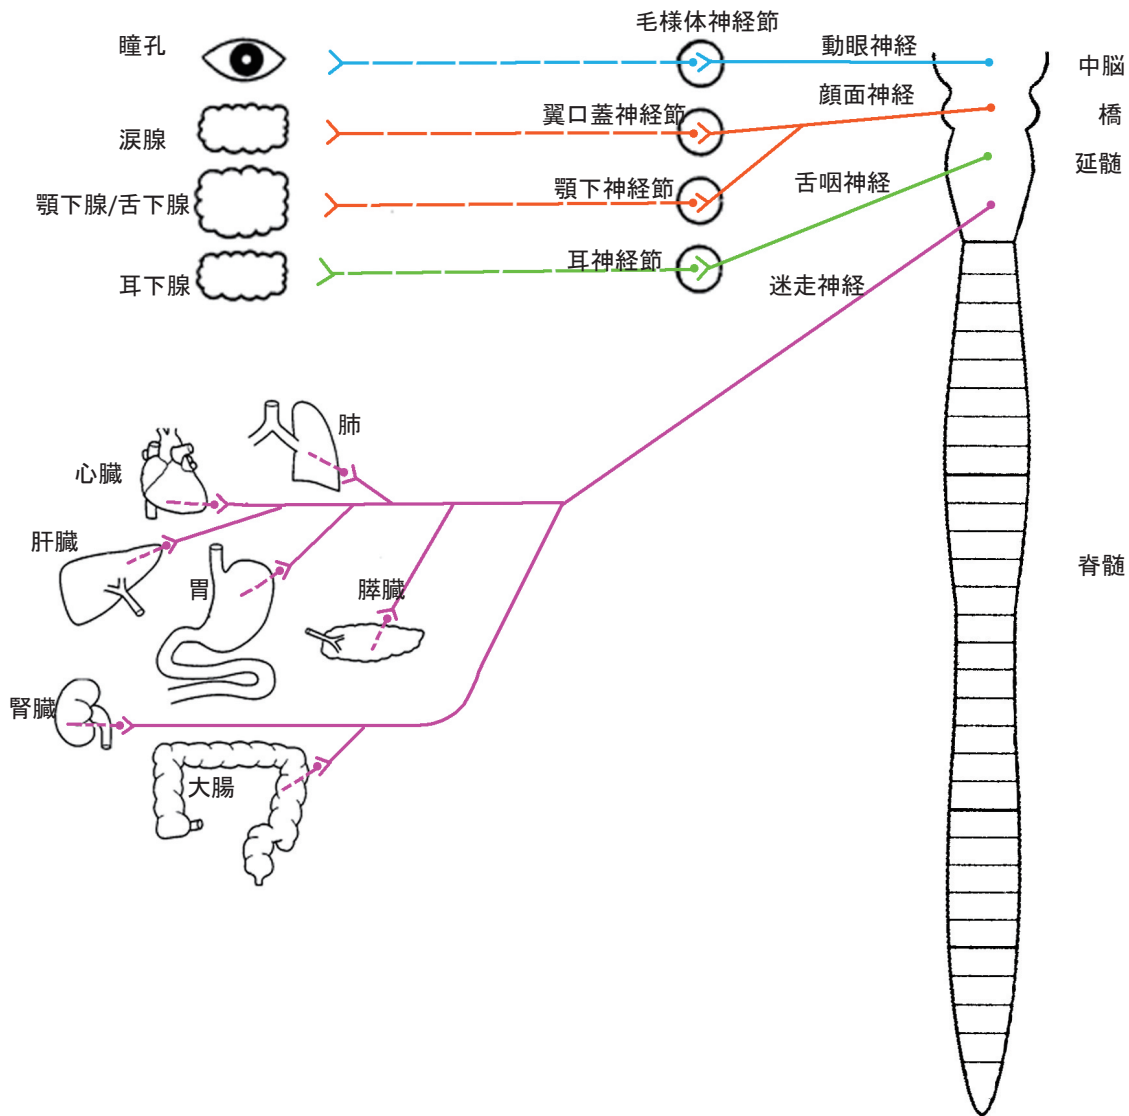 毛様体神経節
瞳孔
動眼神経
中脳
顔面神経
翼口蓋神経節
橋
涙腺
延髄
顎下神経節
舌咽神経
顎下腺/舌下腺
耳神経節
耳下腺
迷走神経
肺
心臓
肝臓
胃
膵臓
脊髄
腎臓
大腸